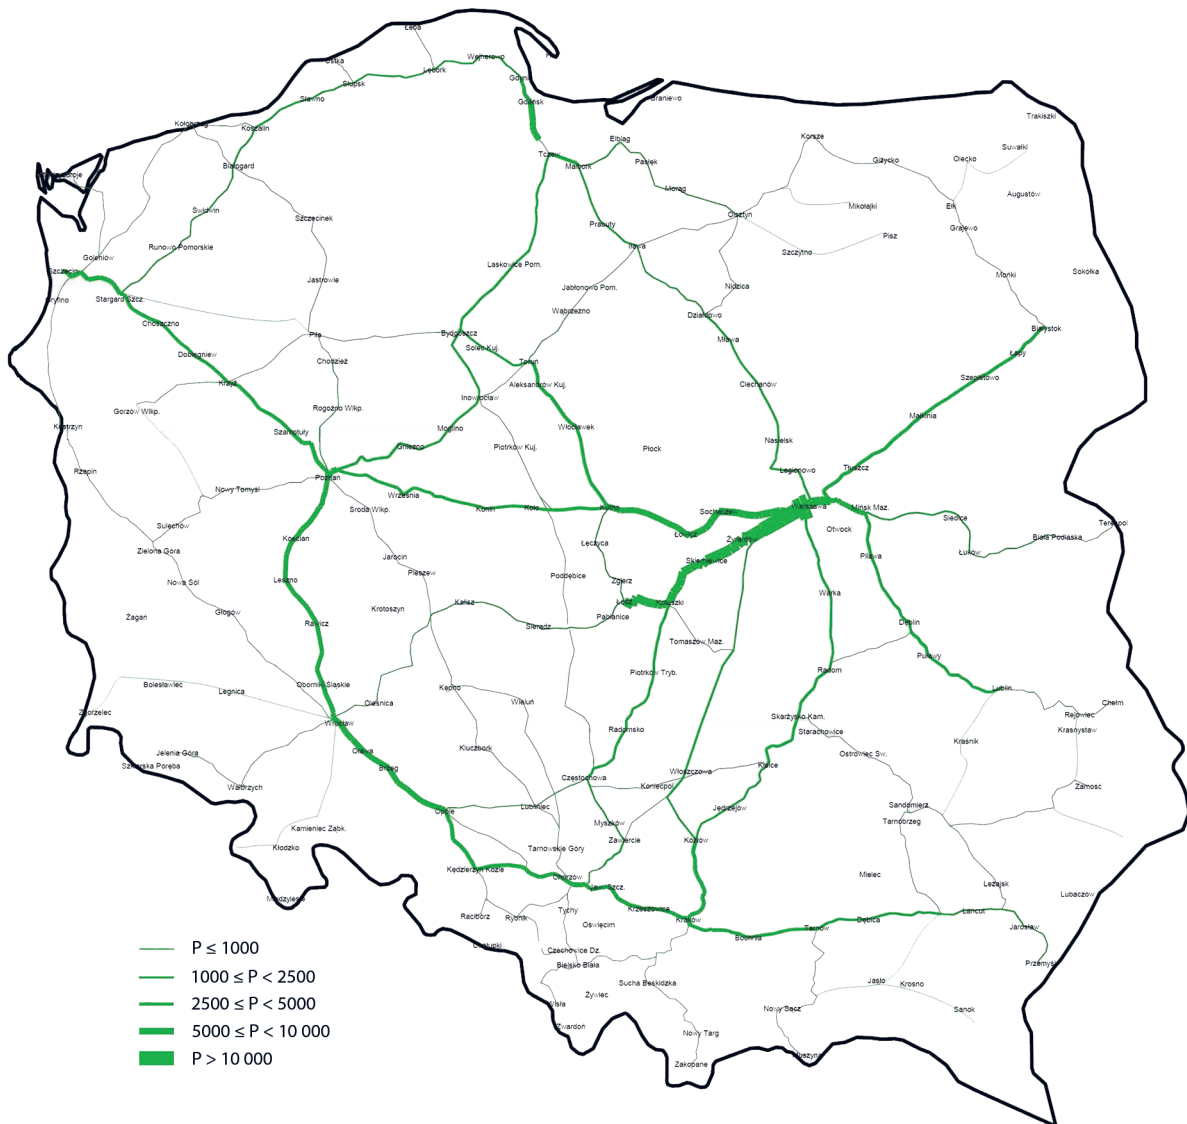 Łeba
Ustka
Wejherowo
Lębork
Słupsk
Gdynia
Sławno
Gdańsk
Braniewo
Kołobrzeg
Koszalin
Trakiszki
Korsze
Elbląg
Suwałki
Tczew
Malbork
Pasłęk
Giżycko
Olecko
Białogard
Morąg
Augustów
Świdwin
Mikołajki
Ełk
Szczecinek
Prabuty
Olsztyn
Grajewo
Runowo Pomorskie
Iława
Pisz
Szczytno
Goleniów
Laskowice Pom.
Szczecin
Mońki
Sokółka
Jastrowie
Jabłonowo Pom.
Nidzica
Gryfino
Stargard Szcz.
Wąbrzeźno
Działdowo
Choszczno
Białystok
Piła
Bydgoszcz
Mława
Solec Kuj.
Łapy
Dobiegniew
Chodzież
Toruń
Krzyż
Aleksandrów Kuj.
Ciechanów
Szepietowo
Inowrocław
Gorzów Wlkp.
Rogoźno Wlkp.
Małkinia
Kostrzyn
Szamotuły
Mogilno
Włocławek
Nasielsk
Gniezno
Piotrków Kuj.
Płock
Rzepin
Poznań
Legionowo
Tłuszcz
Nowy Tomyśl
Września
Środa Wlkp.
Konin
Koło
Kutno
Sochaczew
Warszawa
Mińsk Maz.
Siedlce
Sulechów
Otwock
Terespol
Kościan
Łowicz
Żyrardów
Biała Podlaska
Zielona Góra
Łęczyca
Łuków
Jarocin
Skierniewice
Pilawa
Pleszew
Poddębice
Nowa Sól
Leszno
Zgierz
Warka
Głogów
Krotoszyn
Kalisz
Łódź
Koluszki
Żagan
Pabianice
Rawicz
Sieradz
Dęblin
Tomaszów Maz.
Puławy
Piotrków Tryb.
Radom
Bolesławiec
Legnica
Oborniki Śląskie
Kępno
Lublin
Oleśnica
Wieluń
Chełm
Zgorzelec
Rejowiec
Wrocław
Skarżysko Kam.
Radomsko
Starachowice
Krasnystaw
Jelenia Góra
Oława
Kluczbork
Krasnik
Szklarska Poręba
Brzeg
Ostrowiec Św.
Kielce
Częstochowa
Włoszczowa
Wałbrzych
Koniecpol
Zamość
Opole
Lubliniec
Jędrzejów
Sandomierz
Myszków
Tarnobrzeg
Kamieniec Ząbk.
Zawiercie
Kozłów
Kłodzko
Tarnowskie Góry
Kędzierzyn Koźle
Chorzów
Mielec
Jaw. Szcz.
Leżajsk
Międzylesie
Lubaczów
Tychy
Krzeszowice
Łańcut
Racibórz
Rybnik
Kraków
Dębica
Oświęcim
Tarnów
Jarosław
Bochnia
Chałupki
P ≤ 1000
Czechowice Dz.
Bielsko Biała
Przemyśl
1000 ≤ P < 2500
Sucha Beskidzka
Jasło
Krosno
Żywiec
2500 ≤ P < 5000
Wisła
Nowy Sącz
Sanok
Zwardoń
5000 ≤ P < 10 000
Nowy Targ
P > 10 000
Muszyna
Zakopane